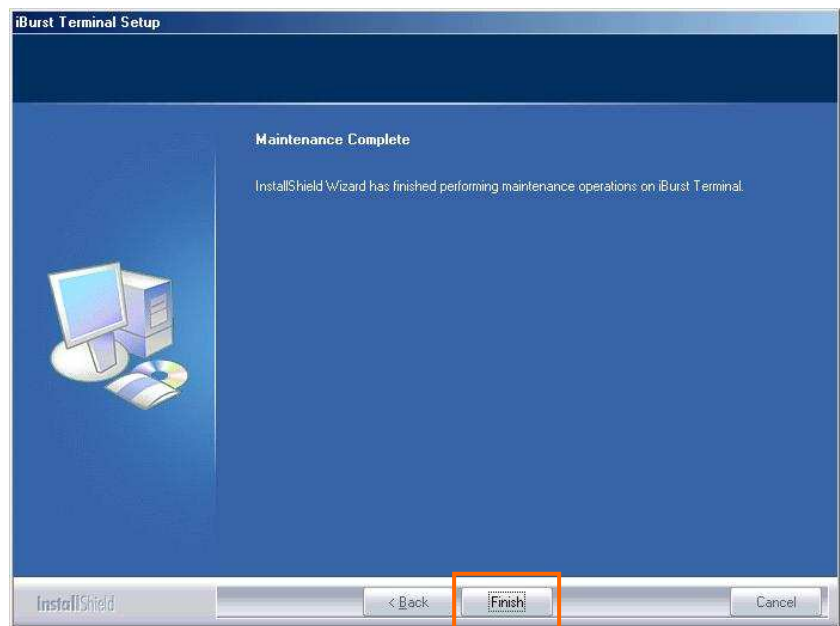 iBurst Terminal Setup
Maintenance Complete
InstallShield Wizard has finished performing maintenance operations on iBurst Terminal.
InstallShield
< Back
Finish
Cancel